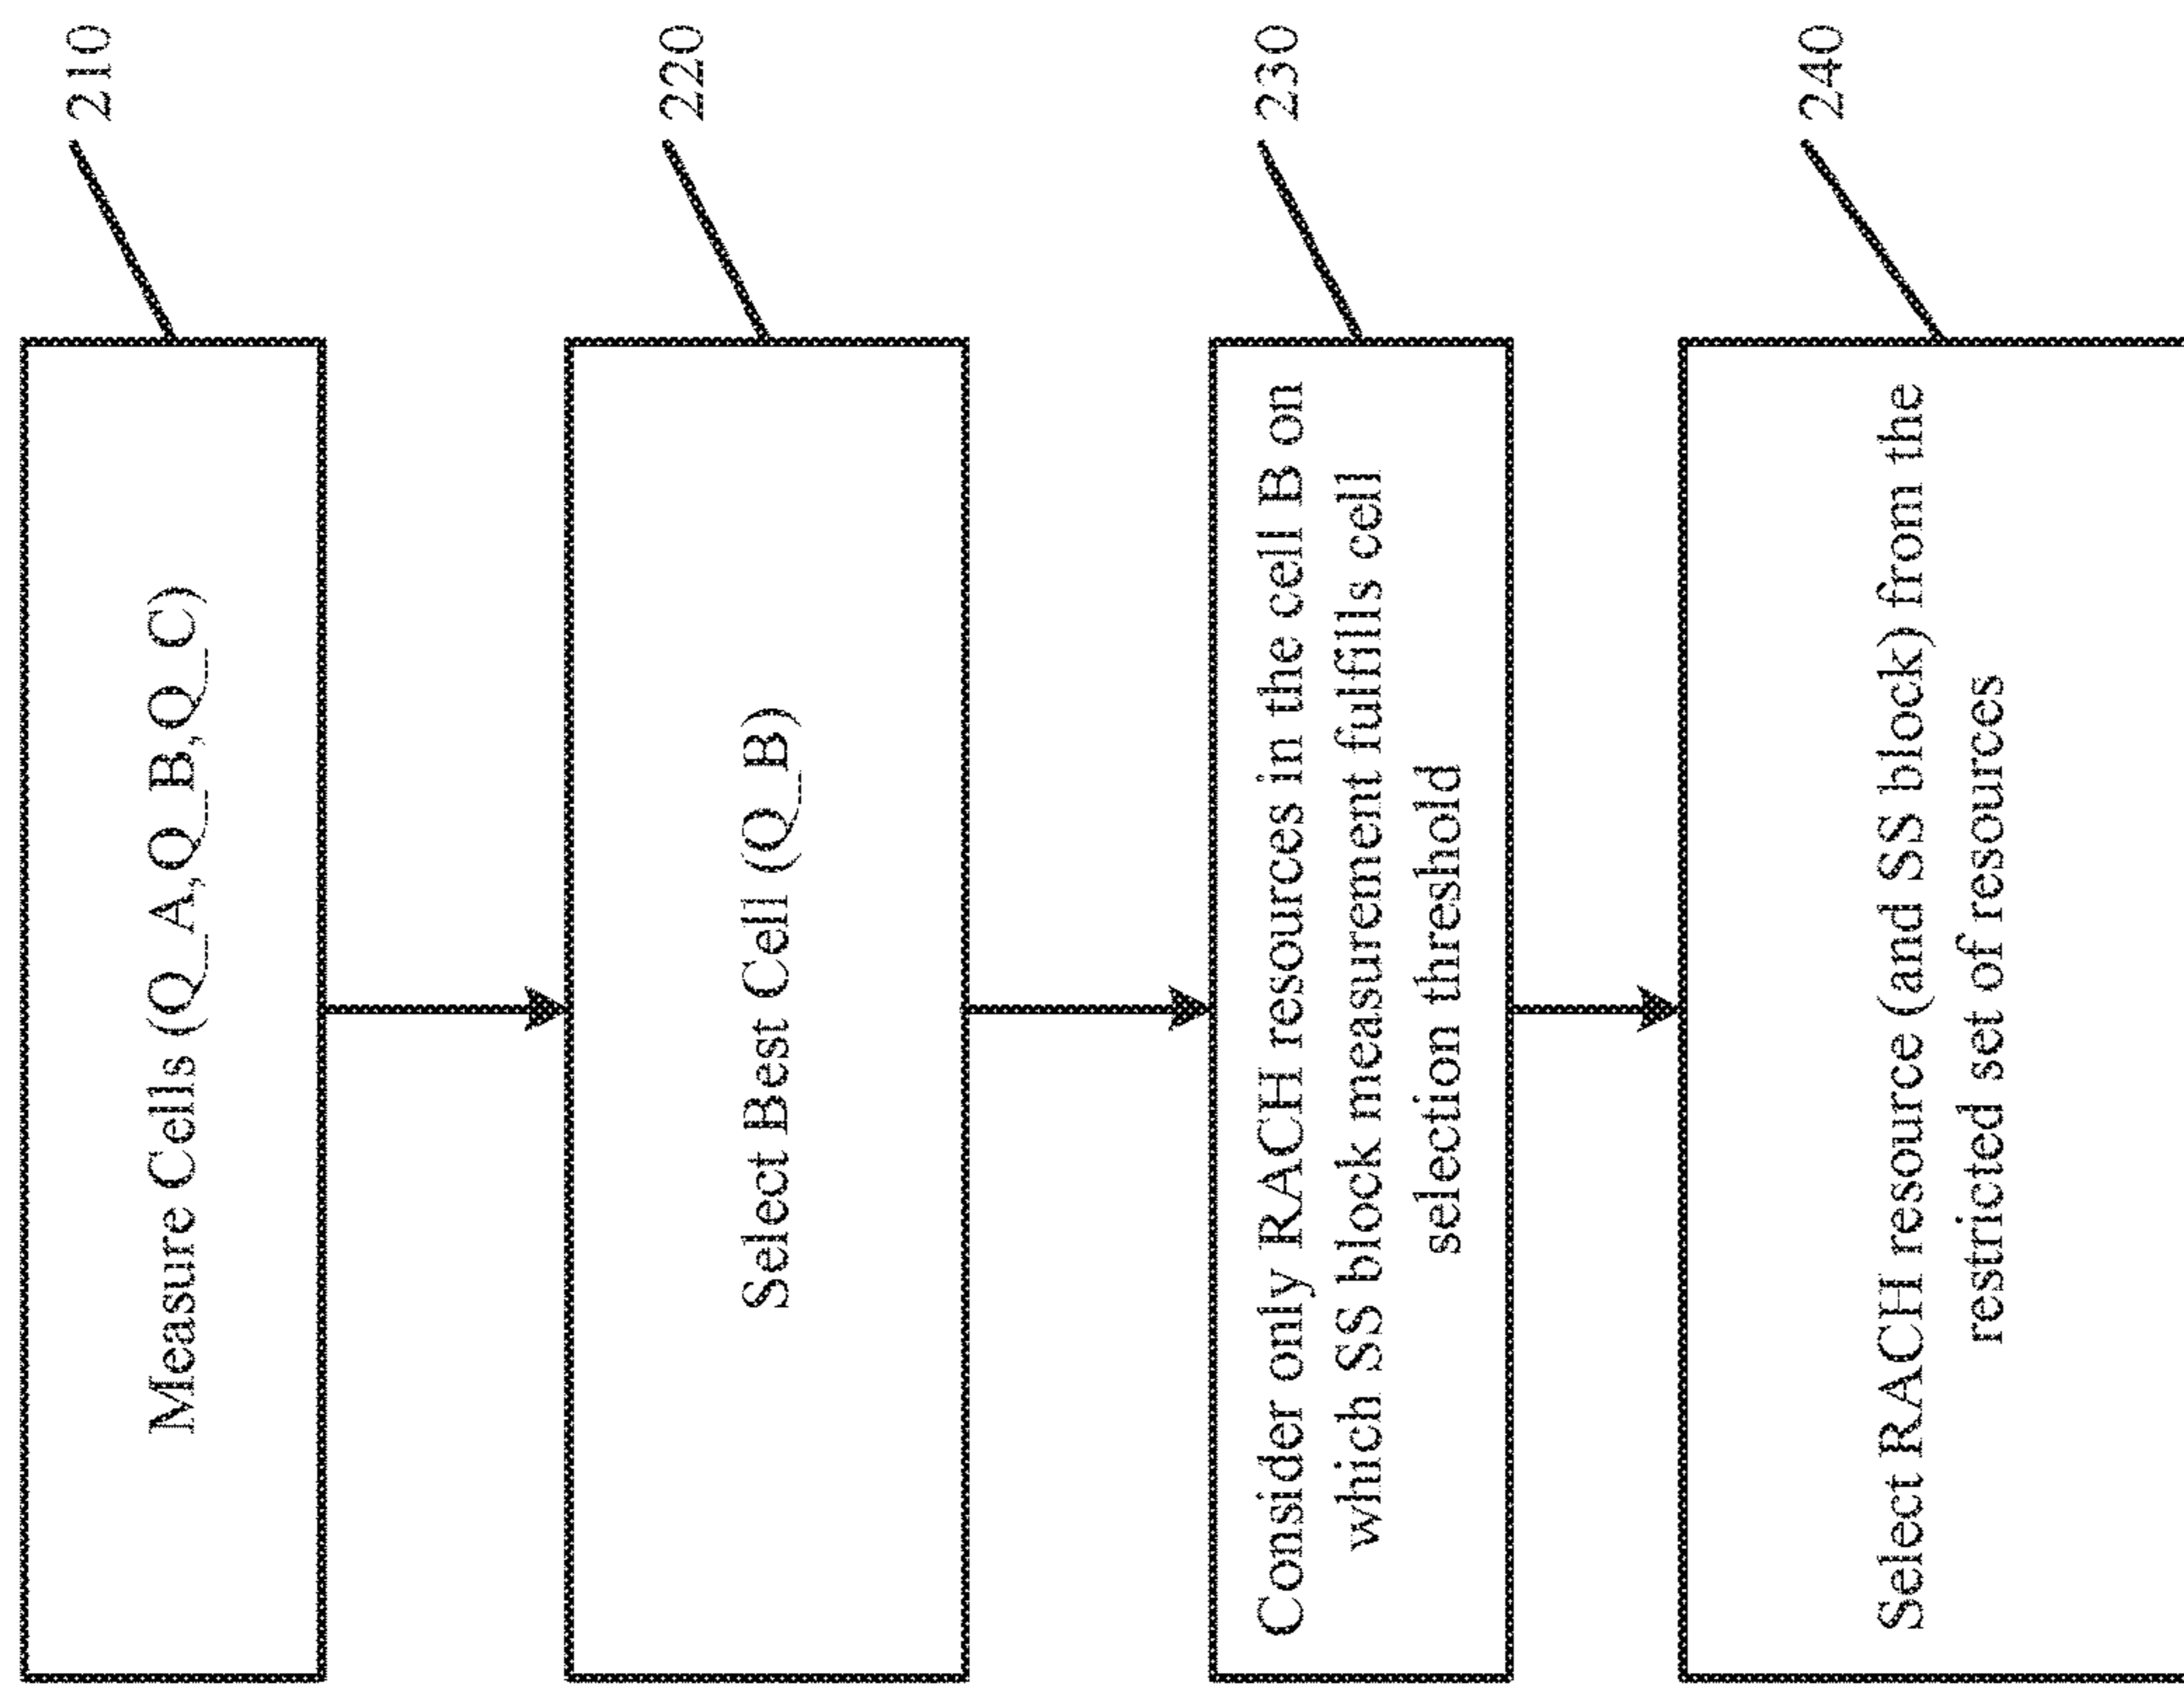 Measure Cells (Q_A,Q_B,Q_C)
210
Select Best Cell (Q_B)
220
Consider only RACH resources in the cell B on
which SS block measurement fulfills cell
selection threshold
230
Select RACH resource (and SS block) from the
restricted set of resources
240